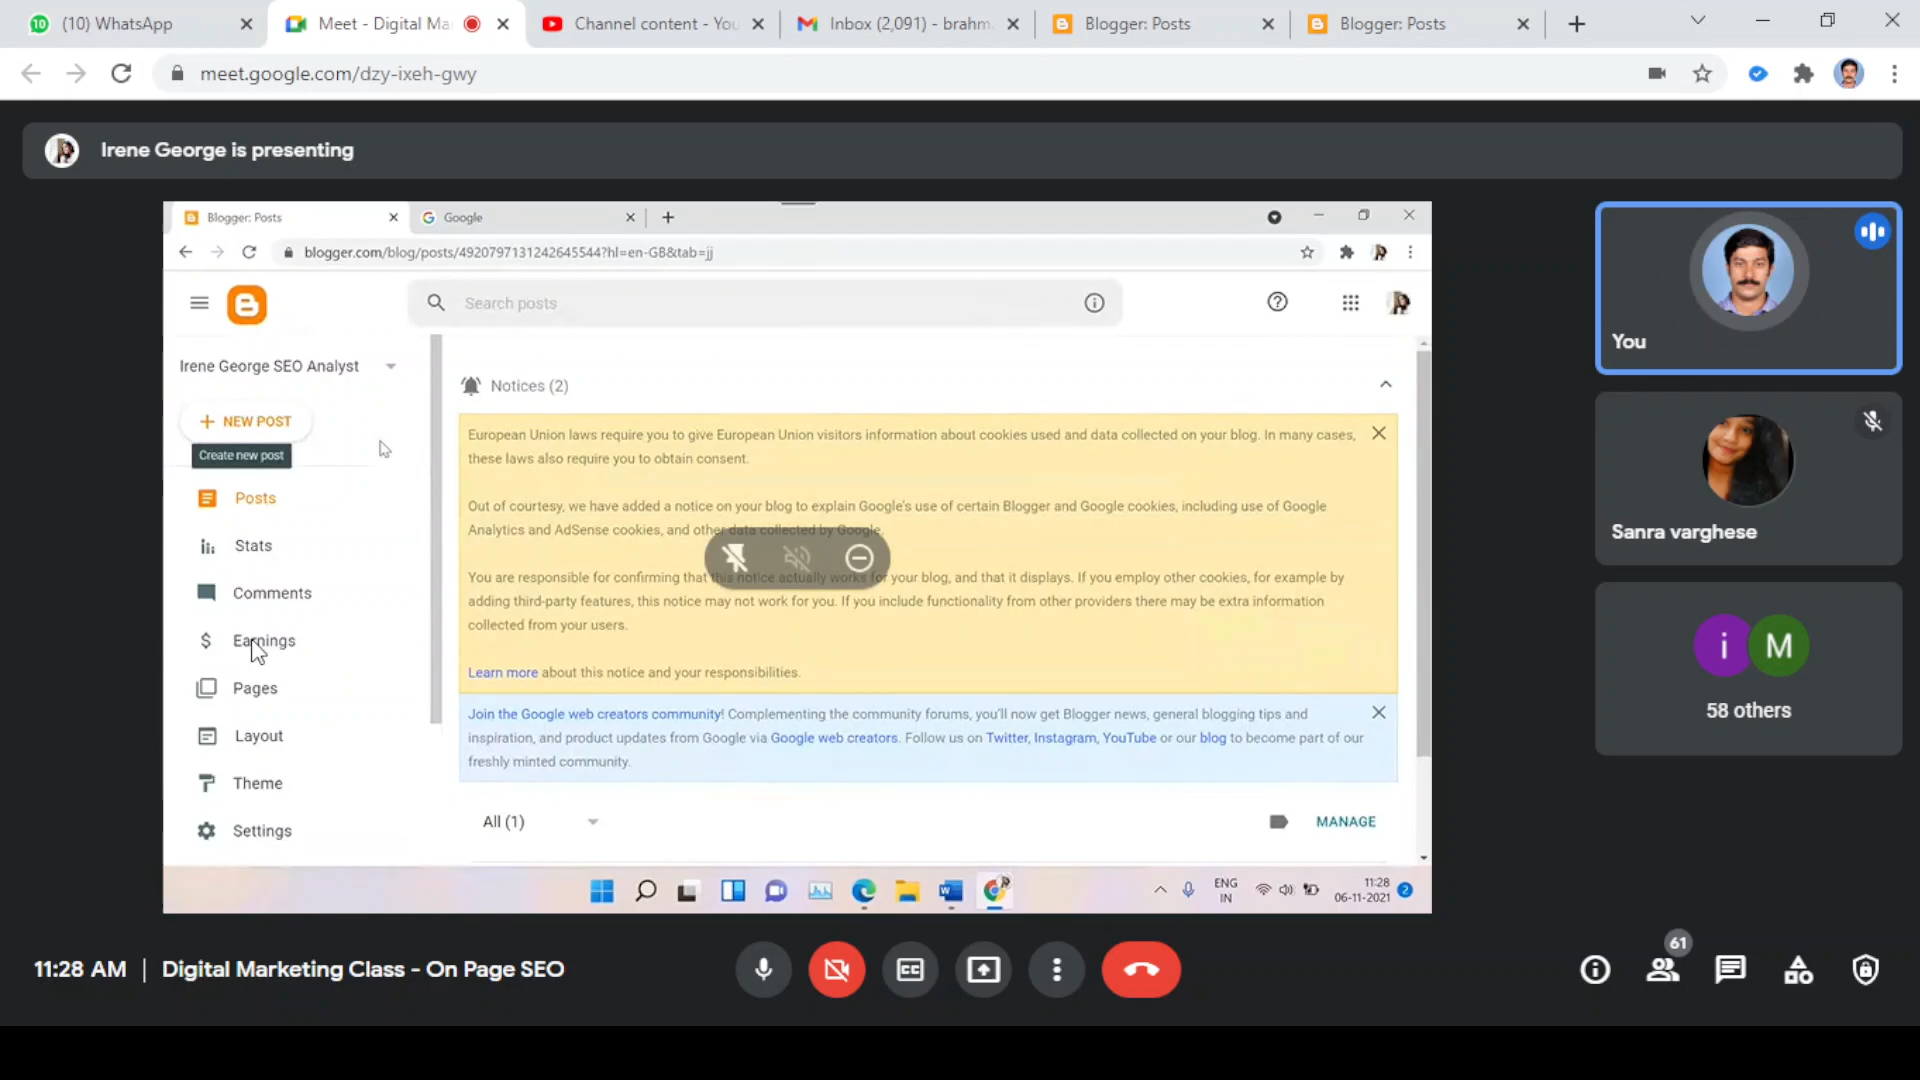 10 (10) WhatsApp
Meet - Digital Ma
Channel content - You
Inbox (2,091) - brahm
Blogger: Posts
Blogger: Posts
meet.google.com/dzy-ixeh-gwy
Irene George is presenting
Blogger: Posts
Google
blogger.com/blog/posts/4920797131242645544?hl=en-GB&tab=jj
Search posts
Irene George SEO Analyst
NEW POST
Create new post
Posts
Stats
Comments
Earnings
Pages
Layout
Theme
Settings
Notices (2)
European Union laws require you to give European Union visitors information about cookies used and data collected on your blog. In many cases,
these laws also require you to obtain consent.
Out of courtesy, we have added a notice on your blog to explain Google's use of certain Blogger and Google cookies, including use of Google
Analytics and AdSense cookies, and other data collected by Google.
You are responsible for confirming that this notice actually works for your blog, and that it displays. If you employ other cookies, for example by
adding third-party features, this notice may not work for you. If you include functionality from other providers there may be extra information
collected from your users.
Learn more about this notice and your responsibilities.
Join the Google web creators community! Complementing the community forums, you'll now get Blogger news, general blogging tips and
inspiration, and product updates from Google via Google web creators. Follow us on Twitter, Instagram, YouTube or our blog to become part of our
freshly minted community.
All (1)
MANAGE
ENG
IN
11:28
06-11-2021
2
You
Sanra varghese
i M
58 others
11:28 AM | Digital Marketing Class - On Page SEO
CC
61